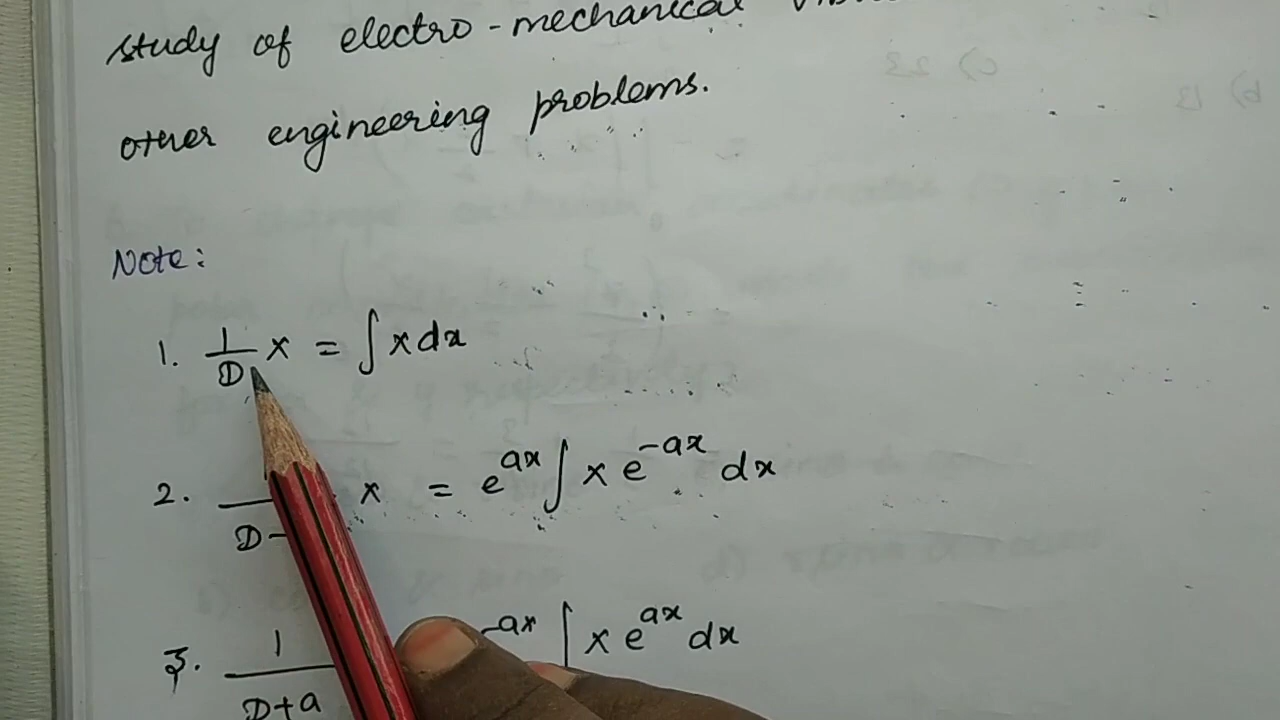 study of electro-mechanical
other engineering problems.
Note:
1. 1/D x = ∫ x dx
2. D- x = e^ax ∫ x e^-ax dx
3. 1/D+a -ax ∫ x e^ax dx